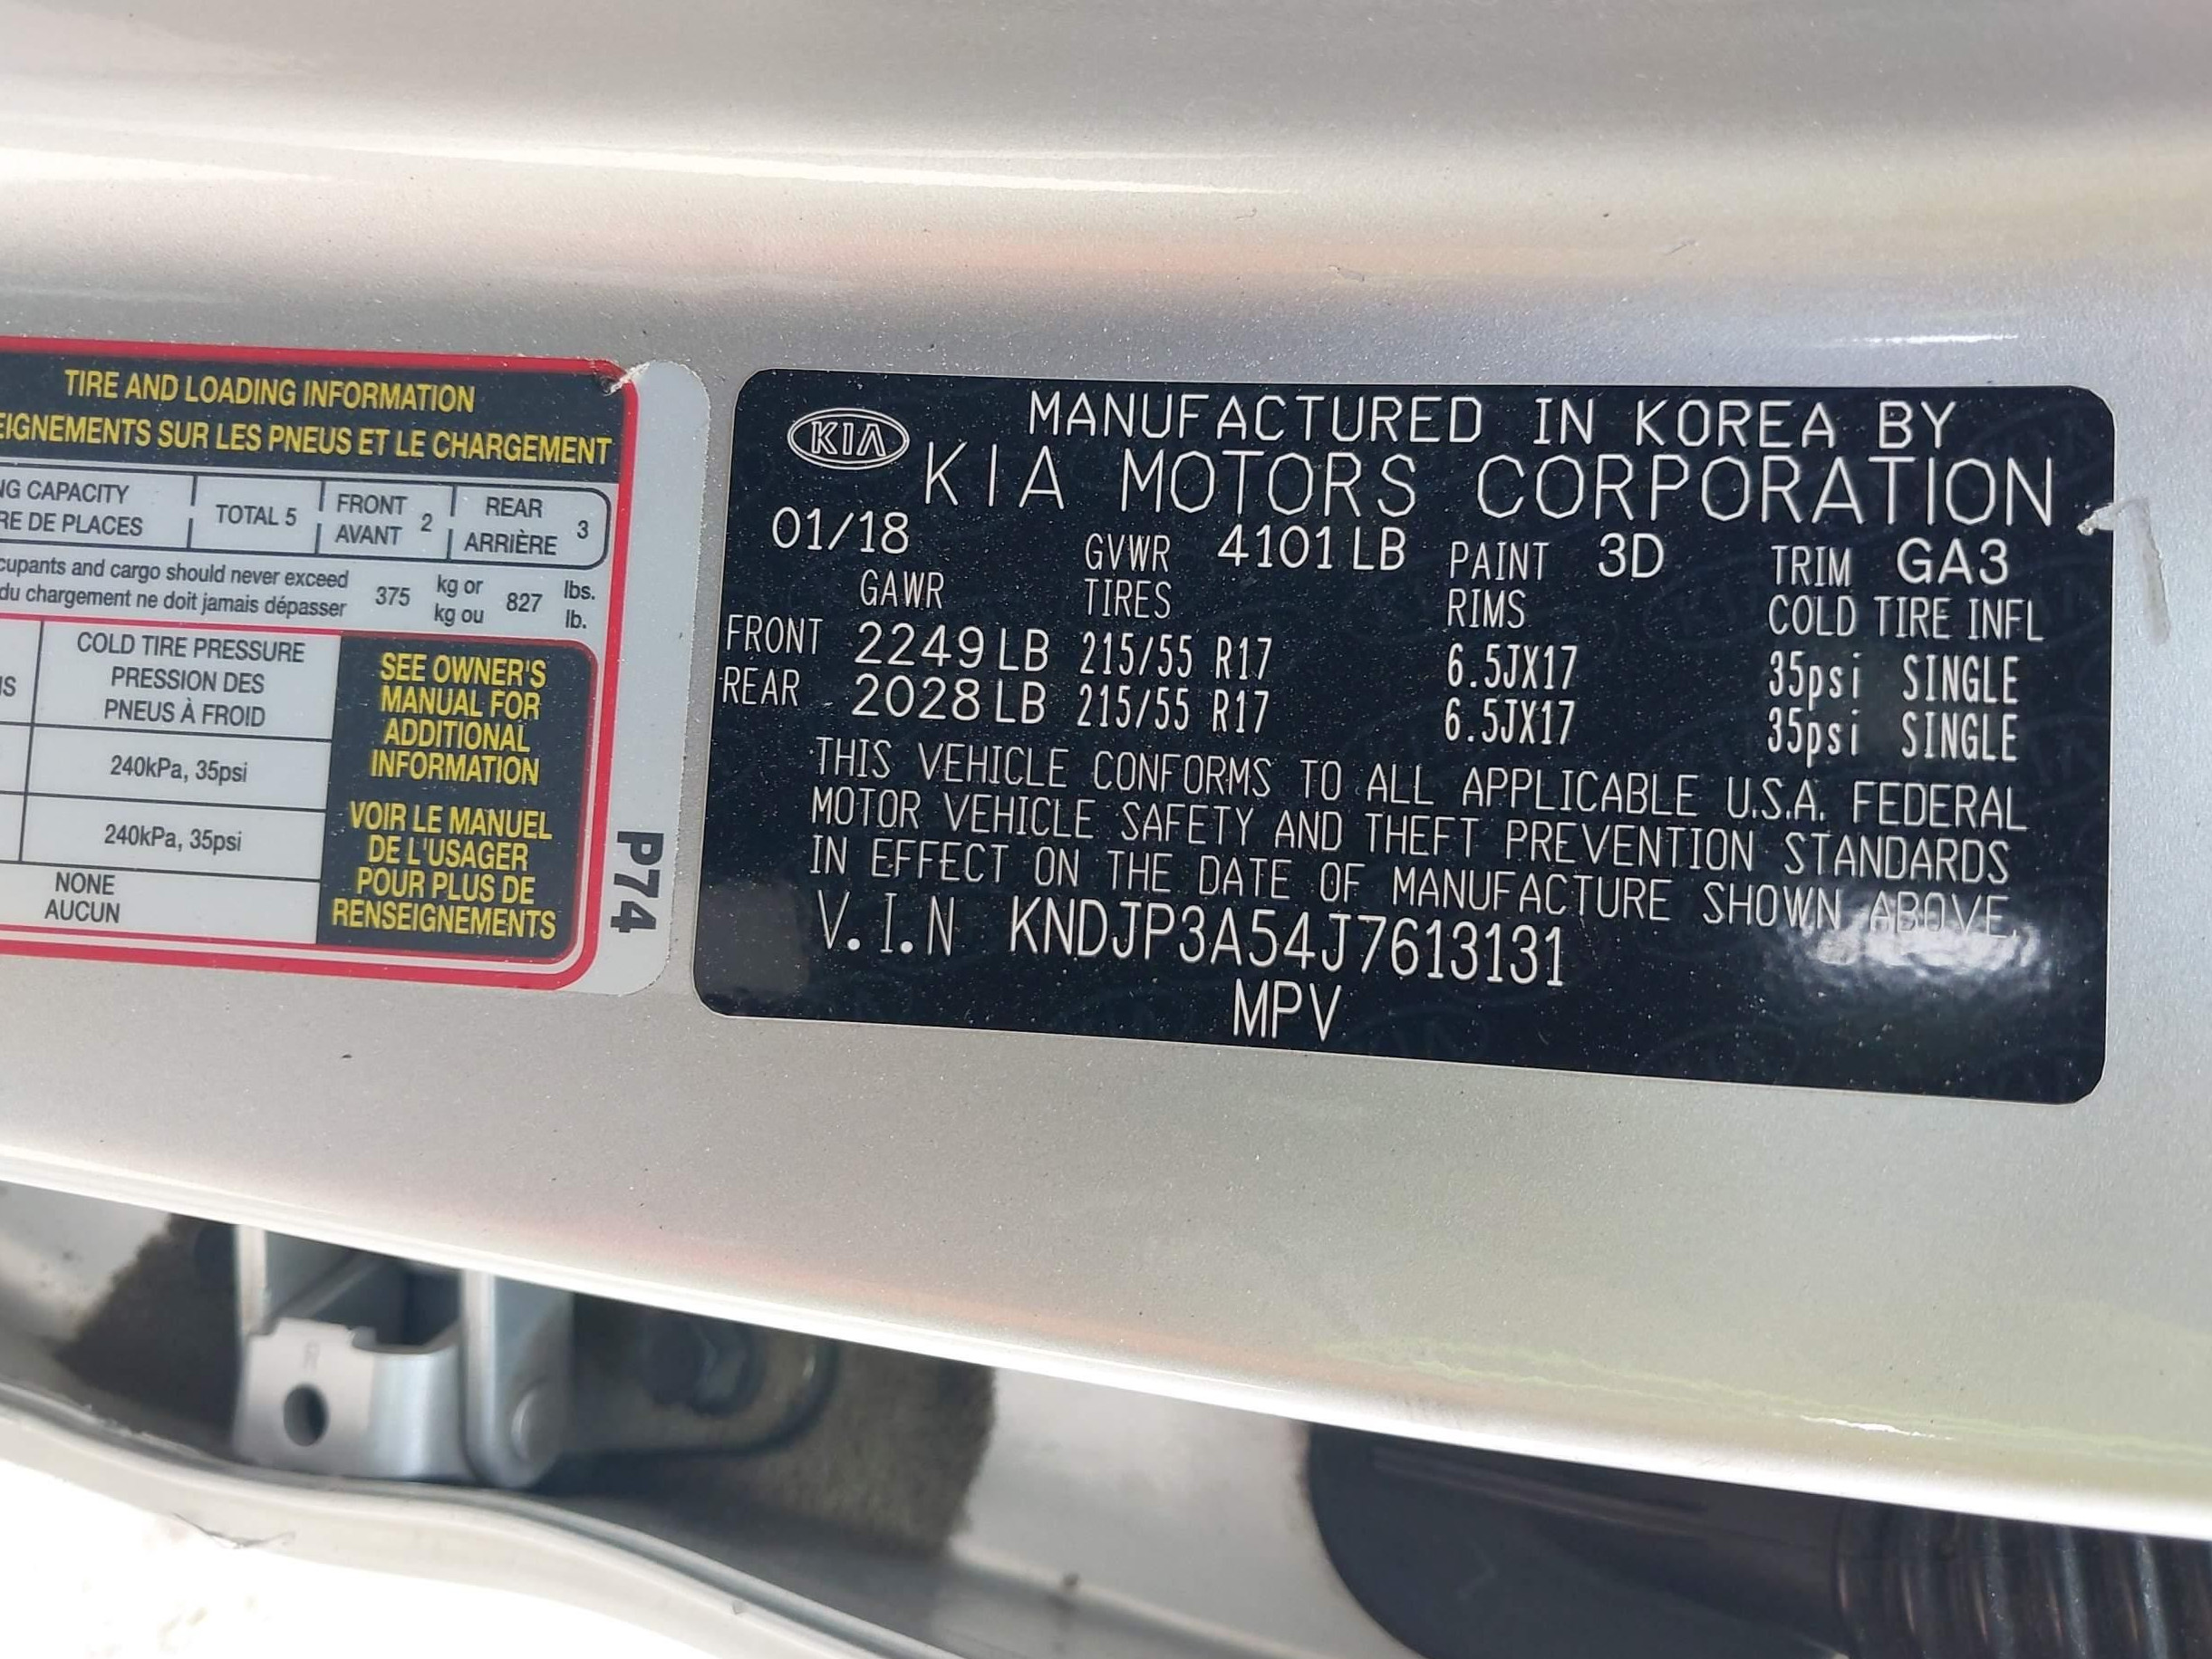 TIRE AND LOADING INFORMATION
EIGNEMENTS SUR LES PNEUS ET LE CHARGEMENT
NG CAPACITY
RE DE PLACES
TOTAL 5
FRONT
AVANT
2
REAR
ARRIÈRE
3
cupants and cargo should never exceed
du chargement ne doit jamais dépasser
375
kg or
kg ou
827
lbs.
lb.
COLD TIRE PRESSURE
PRESSION DES
PNEUS À FROID
240kPa, 35psi
240kPa, 35psi
NONE
AUCUN
SEE OWNER'S
MANUAL FOR
ADDITIONAL
INFORMATION
VOIR LE MANUEL
DE L'USAGER
POUR PLUS DE
RENSEIGNEMENTS
P74
KIA
MANUFACTURED IN KOREA BY
KIA MOTORS CORPORATION
01/18 GVWR 4101 LB PAINT 3D TRIM GA3
GAWR TIRES RIMS COLD TIRE INFL
FRONT 2249 LB 215/55 R17 6.5JX17 35psi SINGLE
REAR 2028 LB 215/55 R17 6.5JX17 35psi SINGLE
THIS VEHICLE CONFORMS TO ALL APPLICABLE U.S.A. FEDERAL
MOTOR VEHICLE SAFETY AND THEFT PREVENTION STANDARDS
IN EFFECT ON THE DATE OF MANUFACTURE SHOWN ABOVE.
V.I.N KNDJP3A54J7613131
MPV
R